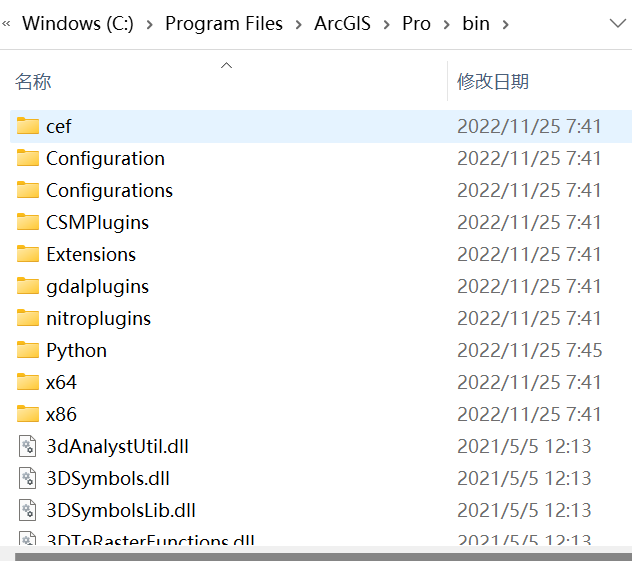 « Windows (C:) › Program Files › ArcGIS › Pro › bin ›
名称 修改日期
cef 2022/11/25 7:41
Configuration 2022/11/25 7:41
Configurations 2022/11/25 7:41
CSMPlugins 2022/11/25 7:41
Extensions 2022/11/25 7:41
gdalplugins 2022/11/25 7:41
nitroplugins 2022/11/25 7:41
Python 2022/11/25 7:45
x64 2022/11/25 7:41
x86 2022/11/25 7:41
3dAnalystUtil.dll 2021/5/5 12:13
3DSymbols.dll 2021/5/5 12:13
3DSymbolsLib.dll 2021/5/5 12:13
3DToRasterFunctions.dll 2021/5/5 12:13